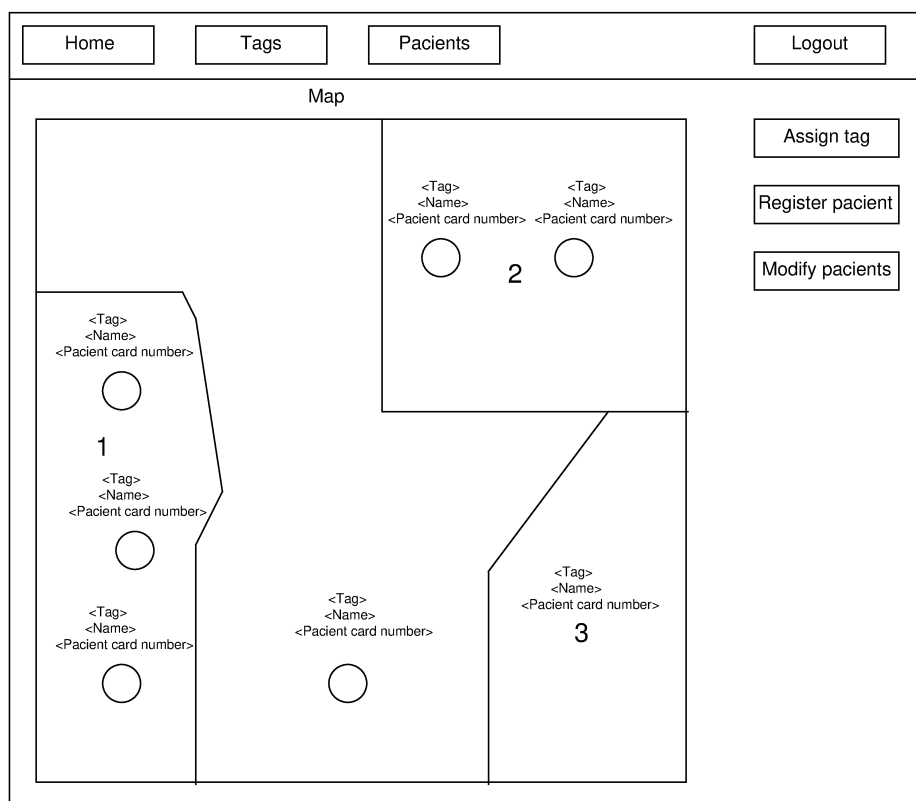 Home
Tags
Pacients
Logout
Map
Assign tag
Register pacient
Modify pacients
<Tag>
<Name>
<Pacient card number>
<Tag>
<Name>
<Pacient card number>
2
<Tag>
<Name>
<Pacient card number>
1
<Tag>
<Name>
<Pacient card number>
<Tag>
<Name>
<Pacient card number>
<Tag>
<Name>
<Pacient card number>
<Tag>
<Name>
<Pacient card number>
3